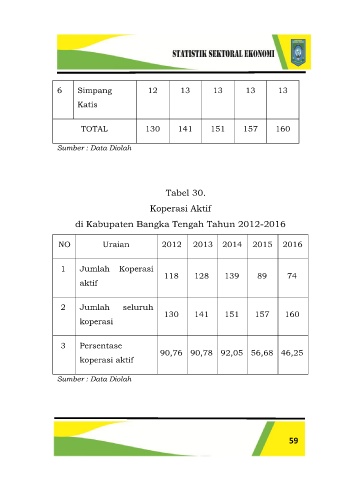 STATISTIK SEKTORAL EKONOMI
6 Simpang Katis 12 13 13 13 13
TOTAL 130 141 151 157 160
Sumber : Data Diolah
Tabel 30.
Koperasi Aktif
di Kabupaten Bangka Tengah Tahun 2012-2016
NO Uraian 2012 2013 2014 2015 2016
1 Jumlah Koperasi aktif 118 128 139 89 74
2 Jumlah seluruh koperasi 130 141 151 157 160
3 Persentase koperasi aktif 90,76 90,78 92,05 56,68 46,25
Sumber : Data Diolah
59